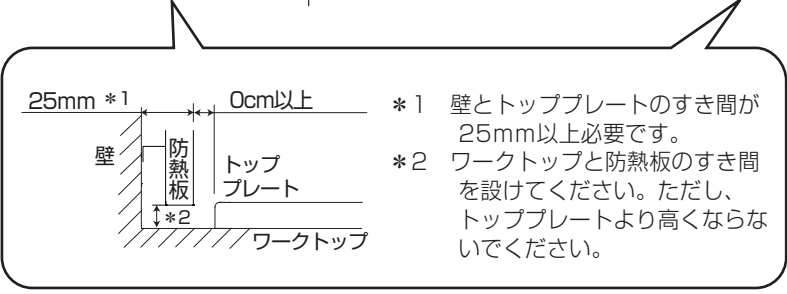 25mm *1
0cm以上
壁
防熱板
トップ
プレート
*2
ワークトップ
*1 壁とトッププレートのすき間が
25mm以上必要です。
*2 ワークトップと防熱板のすき間
を設けてください。ただし、
トッププレートより高くならな
いでください。